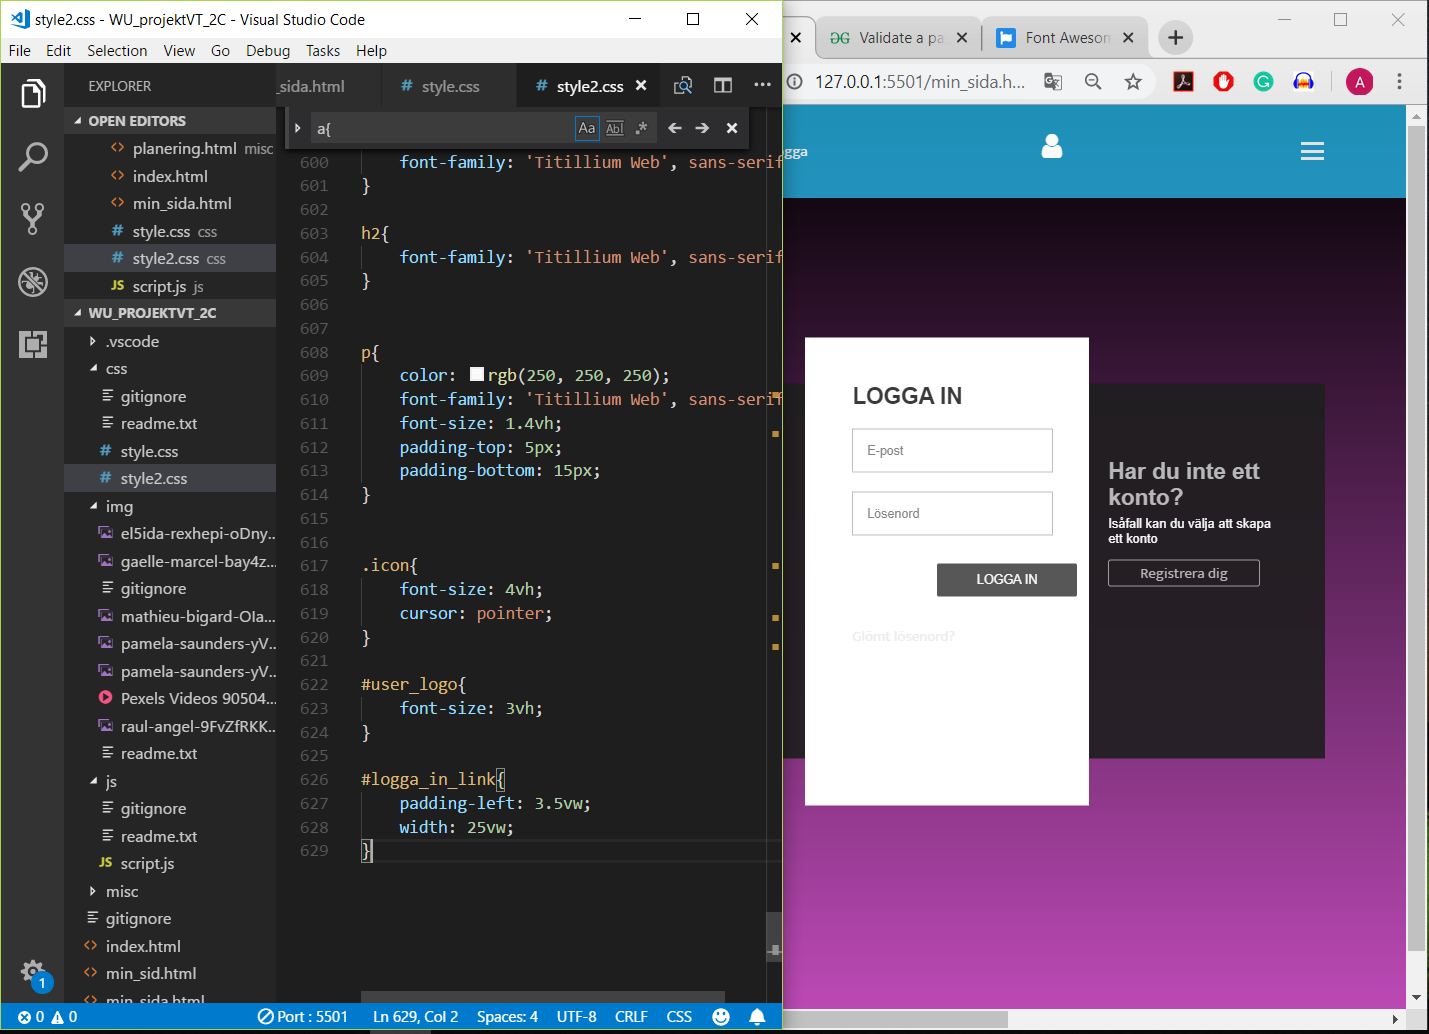 style2.css - WU_projektVT_2C - Visual Studio Code
File Edit Selection View Go Debug Tasks Help
EXPLORER
OPEN EDITORS
<> planering.html misc
<> index.html
<> min_sida.html
# style.css css
# style2.css css
JS script.js js
WU_PROJEKTVT_2C
.vscode
css
gitignore
readme.txt
# style.css
# style2.css
img
el5ida-rexhepi-oDny...
gaelle-marcel-bay4z...
gitignore
mathieu-bigard-OIa...
pamela-saunders-yV...
pamela-saunders-yV...
Pexels Videos 90504...
raul-angel-9FvZfRKK...
readme.txt
js
gitignore
readme.txt
JS script.js
misc
gitignore
<> index.html
<> min_sid.html
<> min_sida.html
1
_sida.html # style.css # style2.css
a{ Aa Abl .*
600 font-family: 'Titillium Web', sans-serif
601 }
602
603 h2{
604 font-family: 'Titillium Web', sans-serif
605 }
606
607
608 p{
609 color: rgb(250, 250, 250);
610 font-family: 'Titillium Web', sans-serif
611 font-size: 1.4vh;
612 padding-top: 5px;
613 padding-bottom: 15px;
614 }
615
616
617 .icon{
618 font-size: 4vh;
619 cursor: pointer;
620 }
621
622 #user_logo{
623 font-size: 3vh;
624 }
625
626 #logga_in_link{
627 padding-left: 3.5vw;
628 width: 25vw;
629 }
0 0 Port : 5501 Ln 629, Col 2 Spaces: 4 UTF-8 CRLF CSS
Validate a pa Font Awesom
127.0.0.1:5501/min_sida.h... A
gga
LOGGA IN
E-post
Lösenord
LOGGA IN
Glömt lösenord?
Har du inte ett
konto?
Isåfall kan du välja att skapa
ett konto
Registrera dig